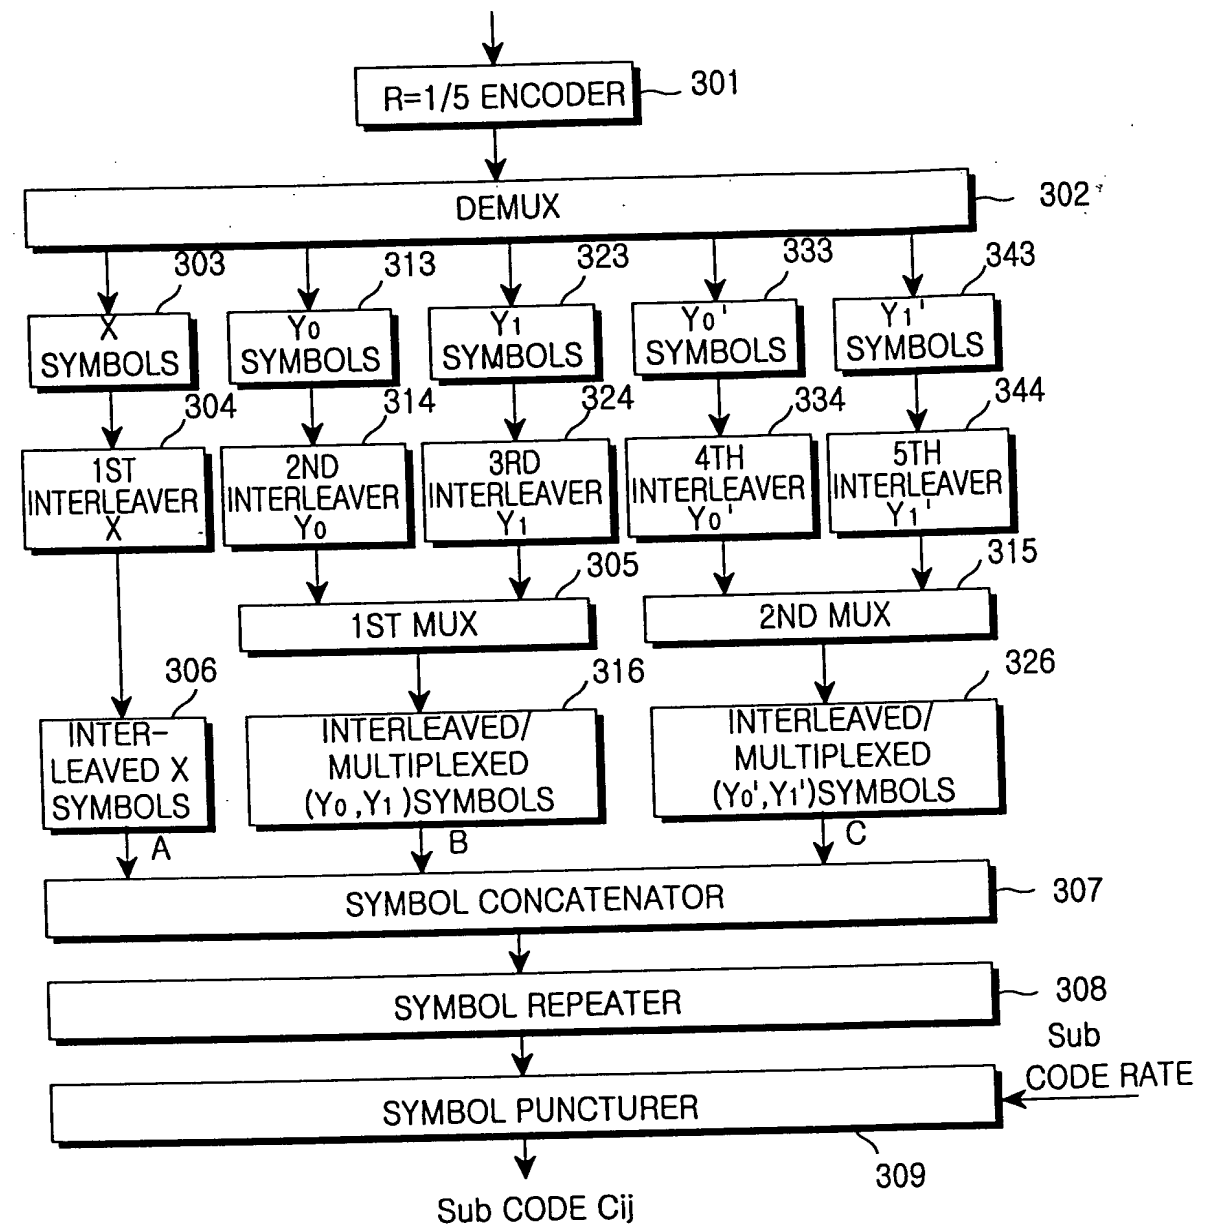 R=1/5 ENCODER
301
DEMUX
302
303
313
323
333
343
X
SYMBOLS
Y0
SYMBOLS
Y1
SYMBOLS
Y0'
SYMBOLS
Y1'
SYMBOLS
304
314
324
334
344
1ST
INTERLEAVER
X
2ND
INTERLEAVER
Y0
3RD
INTERLEAVER
Y1
4TH
INTERLEAVER
Y0'
5TH
INTERLEAVER
Y1'
305
315
1ST MUX
2ND MUX
306
316
326
INTER-
LEAVED X
SYMBOLS
INTERLEAVED/
MULTIPLEXED
(Y0,Y1)SYMBOLS
INTERLEAVED/
MULTIPLEXED
(Y0',Y1')SYMBOLS
A
B
C
SYMBOL CONCATENATOR
307
SYMBOL REPEATER
308
Sub
CODE RATE
SYMBOL PUNCTURER
309
Sub CODE Cij